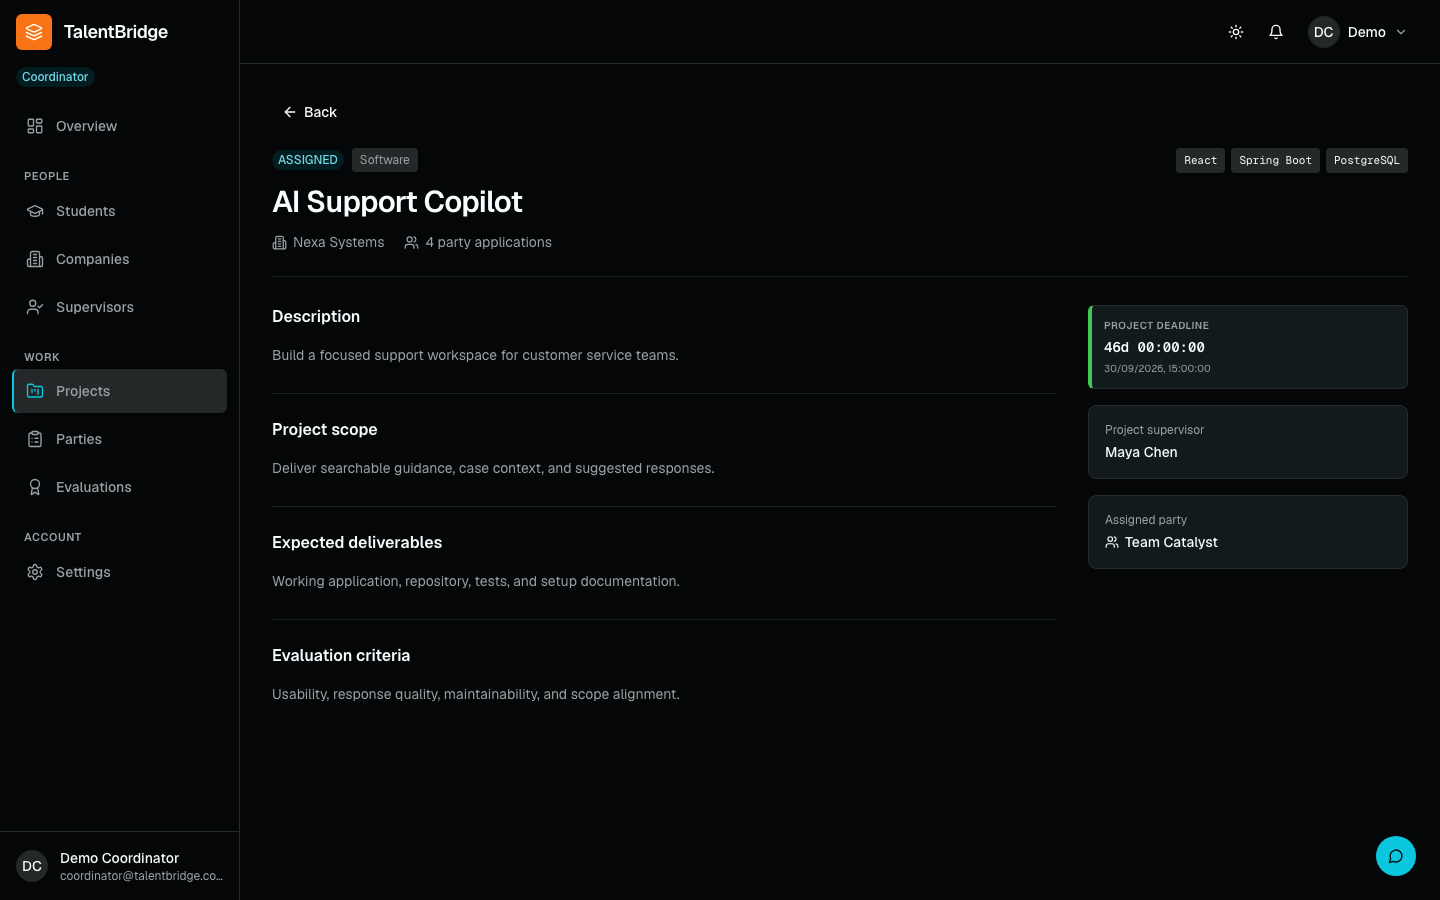 TalentBridge
Coordinator
Overview
PEOPLE
Students
Companies
Supervisors
WORK
Projects
Parties
Evaluations
ACCOUNT
Settings
DC
Demo Coordinator
coordinator@talentbridge.co...
DC Demo
Back
ASSIGNED Software
React Spring Boot PostgreSQL
AI Support Copilot
Nexa Systems 4 party applications
Description
Build a focused support workspace for customer service teams.
Project scope
Deliver searchable guidance, case context, and suggested responses.
Expected deliverables
Working application, repository, tests, and setup documentation.
Evaluation criteria
Usability, response quality, maintainability, and scope alignment.
PROJECT DEADLINE
46d 00:00:00
30/09/2026, 15:00:00
Project supervisor
Maya Chen
Assigned party
Team Catalyst